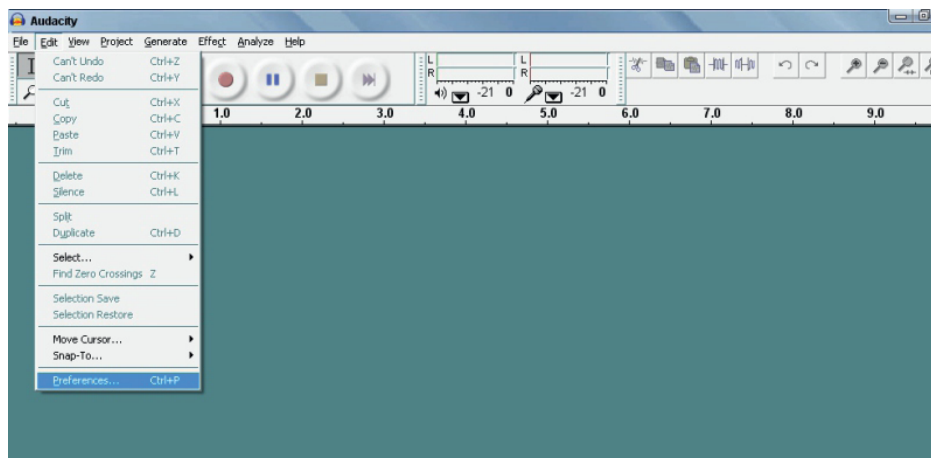 Audacity
File Edit View Project Generate Effect Analyze Help
Can't Undo Ctrl+Z
Can't Redo Ctrl+Y
Cut Ctrl+X
Copy Ctrl+C
Paste Ctrl+V
Trim Ctrl+T
Delete Ctrl+K
Silence Ctrl+L
Split
Duplicate Ctrl+D
Select...
Find Zero Crossings Z
Selection Save
Selection Restore
Move Cursor...
Snap-To...
Preferences... Ctrl+P
L L
R R
-21 0 -21 0
1.0 2.0 3.0 4.0 5.0 6.0 7.0 8.0 9.0